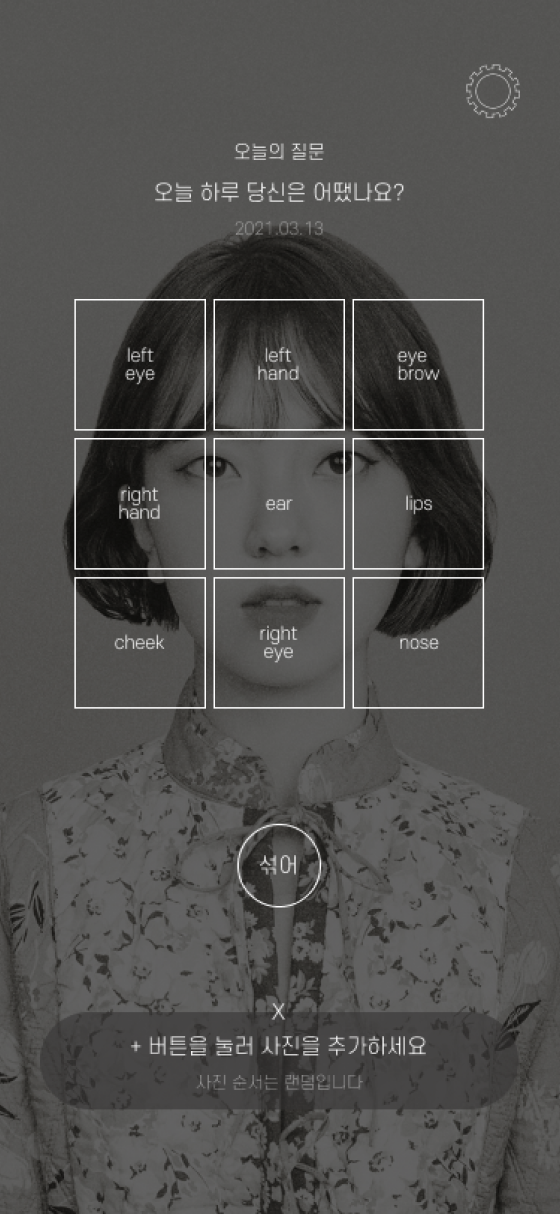 오늘의 질문
오늘 하루 당신은 어땠나요?
2021.03.13
left
eye
left
hand
eye
brow
right
hand
ear
lips
cheek
right
eye
nose
섞어
X
+ 버튼을 눌러 사진을 추가하세요
사진 순서는 랜덤입니다